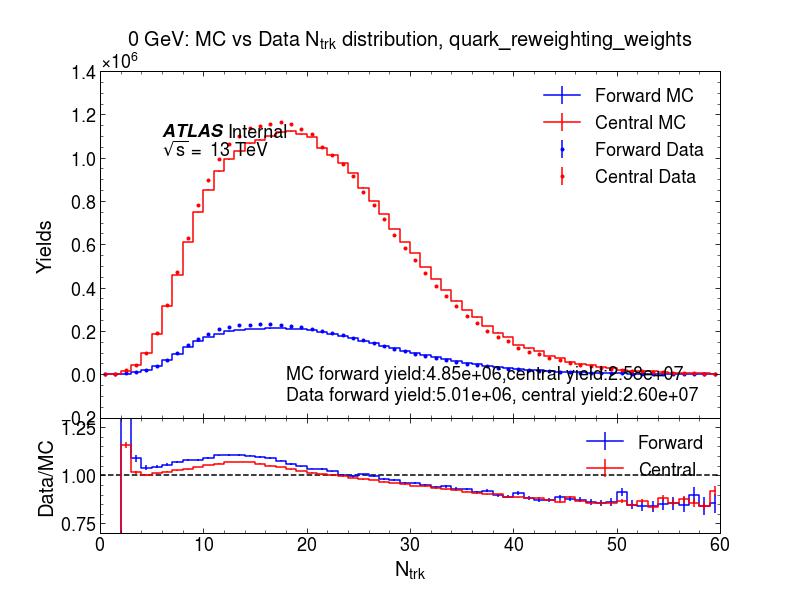 0 GeV: MC vs Data Ntrk distribution, quark_reweighting_weights
×10⁶
1.4
1.2
1.0
0.8
0.6
0.4
0.2
0.0
0.2
Yields
ATLAS Internal
√s = 13 TeV
Forward MC
Central MC
Forward Data
Central Data
MC forward yield:4.85e+06,central yield:2.58e+07
Data forward yield:5.01e+06, central yield:2.60e+07
1.25
1.00
0.75
Data/MC
Forward
Central
0 10 20 30 40 50 60
Ntrk